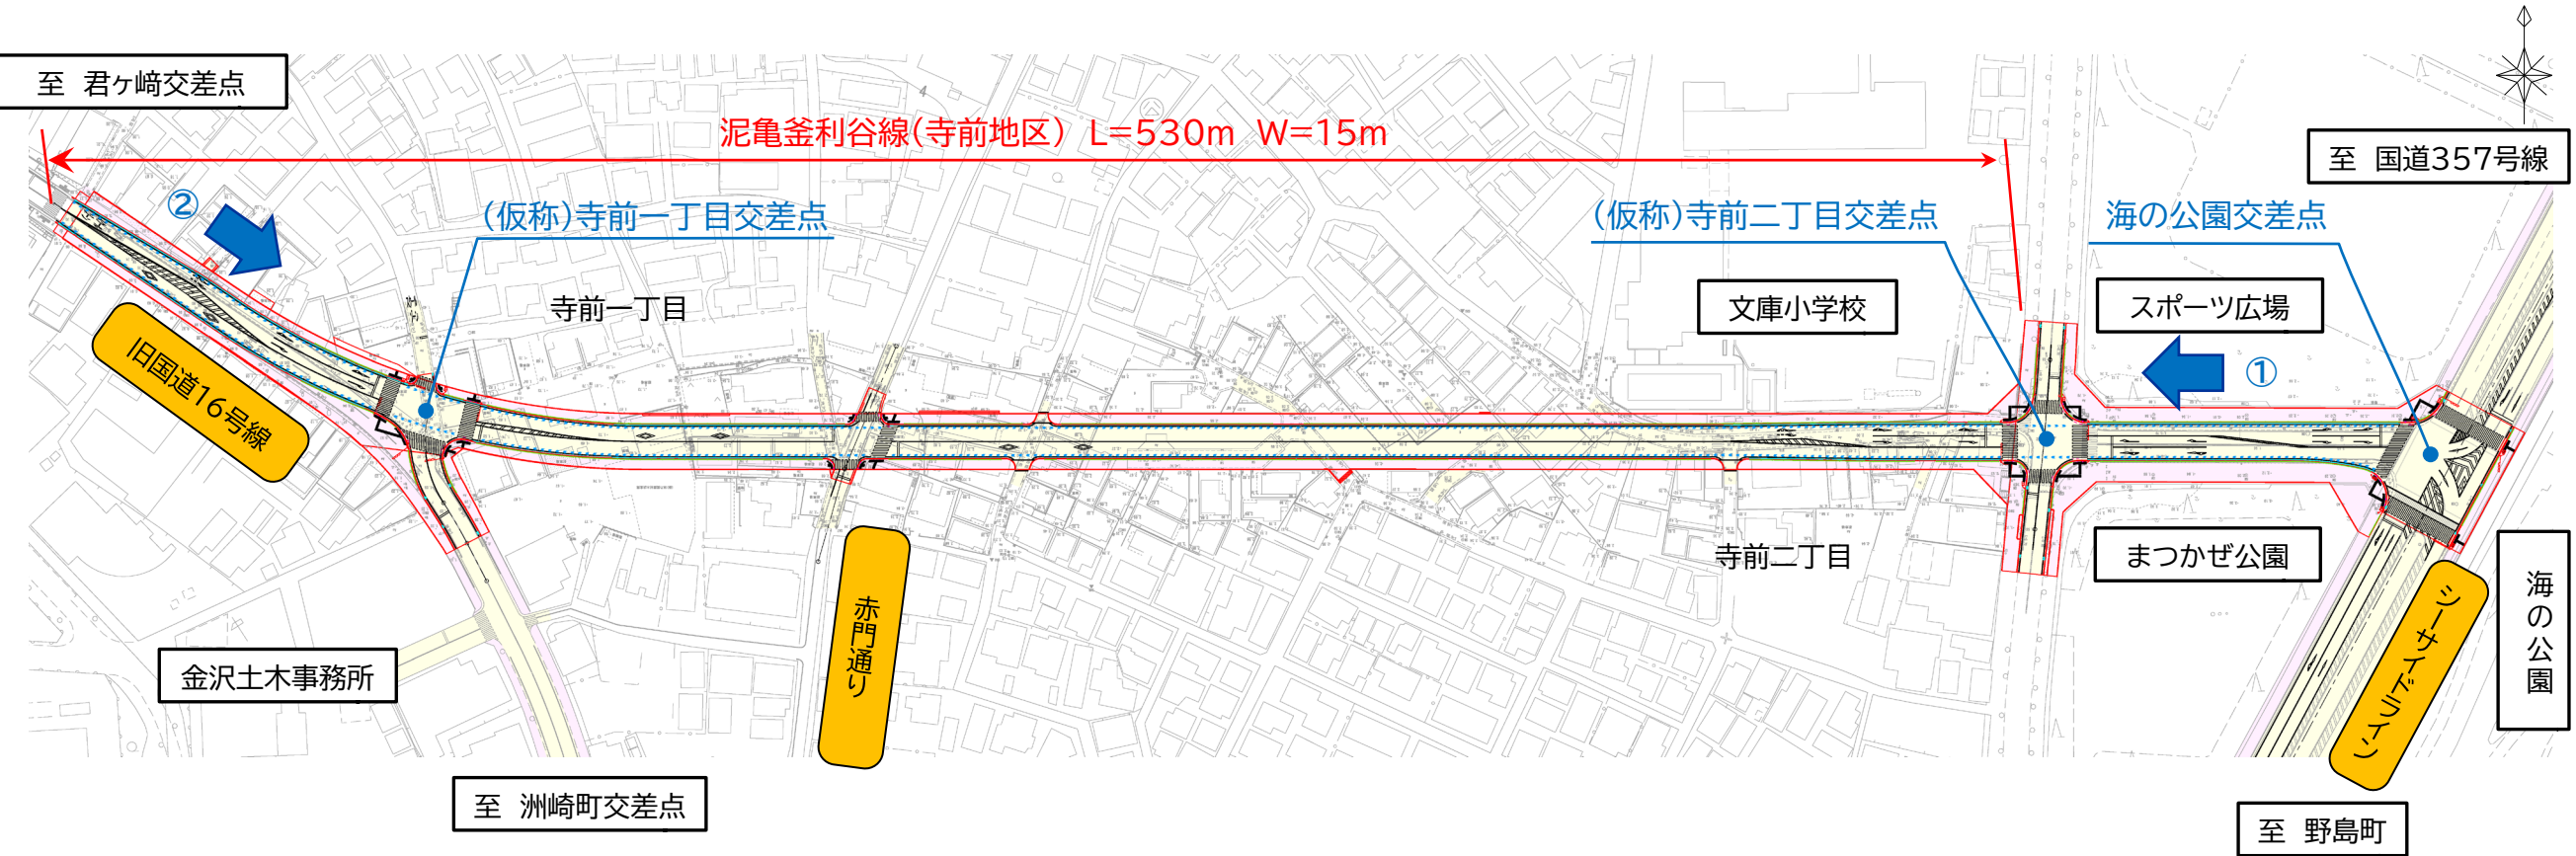 至 君ヶ崎交差点
泥亀釜利谷線(寺前地区) L=530m W=15m
至 国道357号線
②
(仮称)寺前一丁目交差点
(仮称)寺前二丁目交差点
海の公園交差点
寺前一丁目
文庫小学校
スポーツ広場
旧国道16号線
①
寺前二丁目
まつかぜ公園
海の公園
赤門通り
シーサイドライン
金沢土木事務所
至 洲崎町交差点
至 野島町